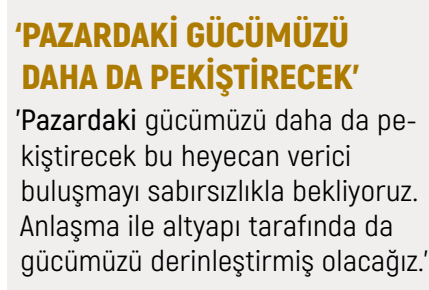 ‘PAZARDAKİ GÜCÜMÜZÜ
DAHA DA PEKİŞTİRECEK’
’Pazardaki gücümüzü daha da pe-
kiştirecek bu heyecan verici
buluşmayı sabırsızlıkla bekliyoruz.
Anlaşma ile altyapı tarafında da
gücümüzü derinleştirmiş olacağız.’